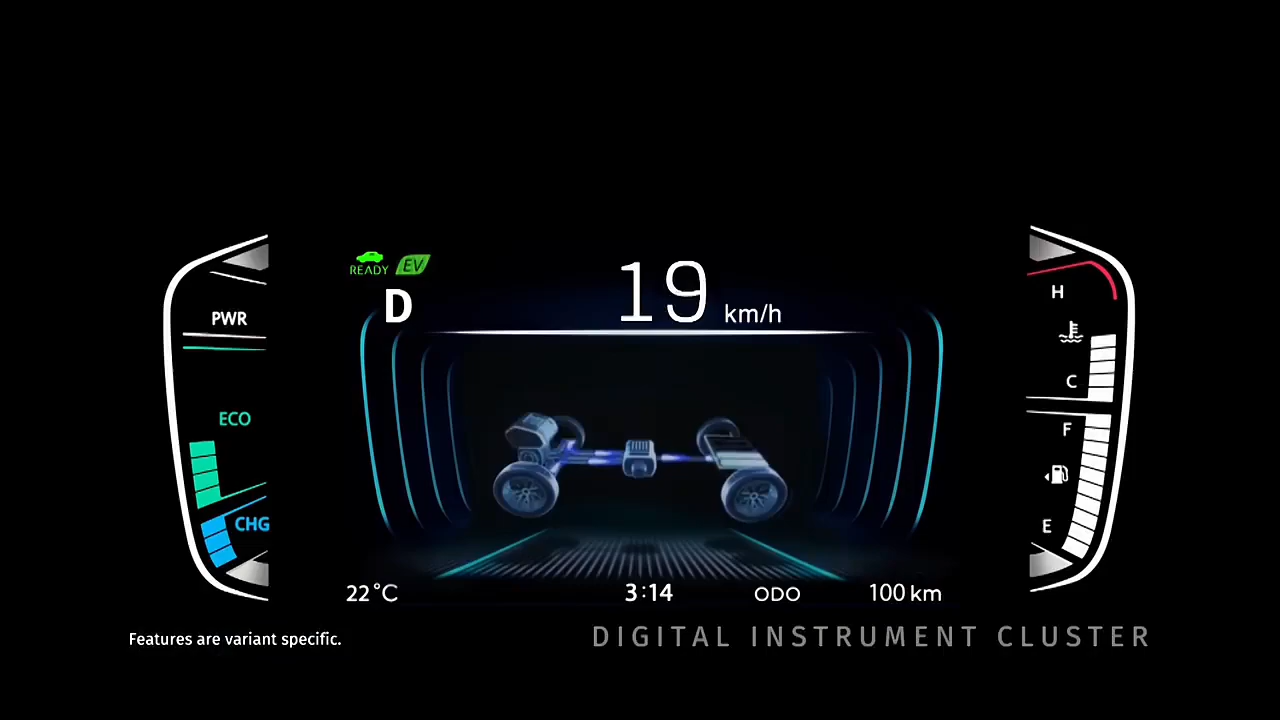 READY EV
D
19 km/h
PWR
ECO
CHG
H
C
F
E
22°C 3:14 ODO 100 km
Features are variant specific.
DIGITAL INSTRUMENT CLUSTER